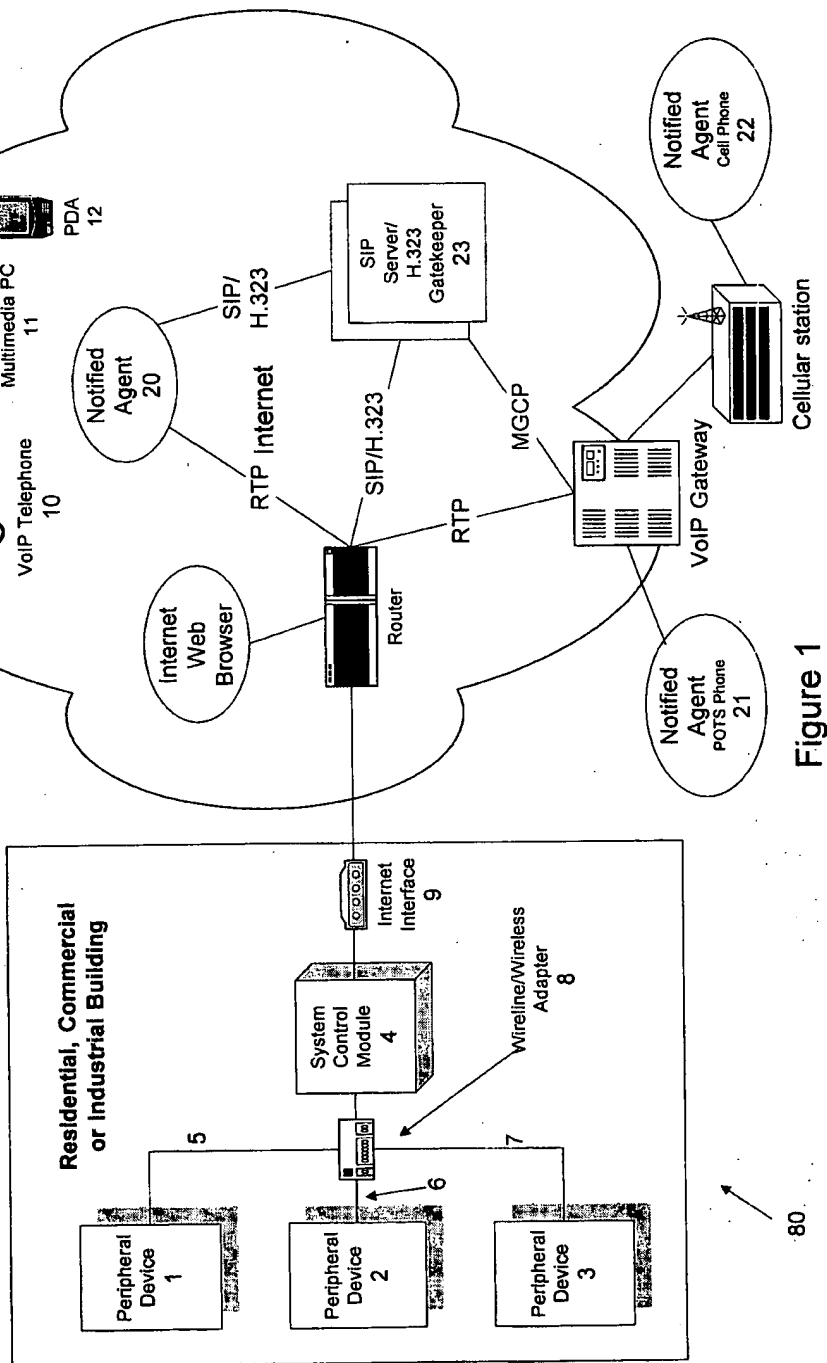 VoIP Telephone
10
Multimedia PC
11
PDA
12
Residential, Commercial
or Industrial Building
Peripheral
Device
1
Peripheral
Device
2
Peripheral
Device
3
5
6
7
System
Control
Module
4
Wireline/Wireless
Adapter
8
Internet
Interface
9
Internet
Web
Browser
Router
Notified
Agent
20
RTP
Internet
SIP/
H.323
SIP/H.323
SIP
Server/
H.323
Gatekeeper
23
RTP
MGCP
VoIP Gateway
Notified
Agent
POTS Phone
21
Notified
Agent
Cell Phone
22
Cellular station
80
Figure 1